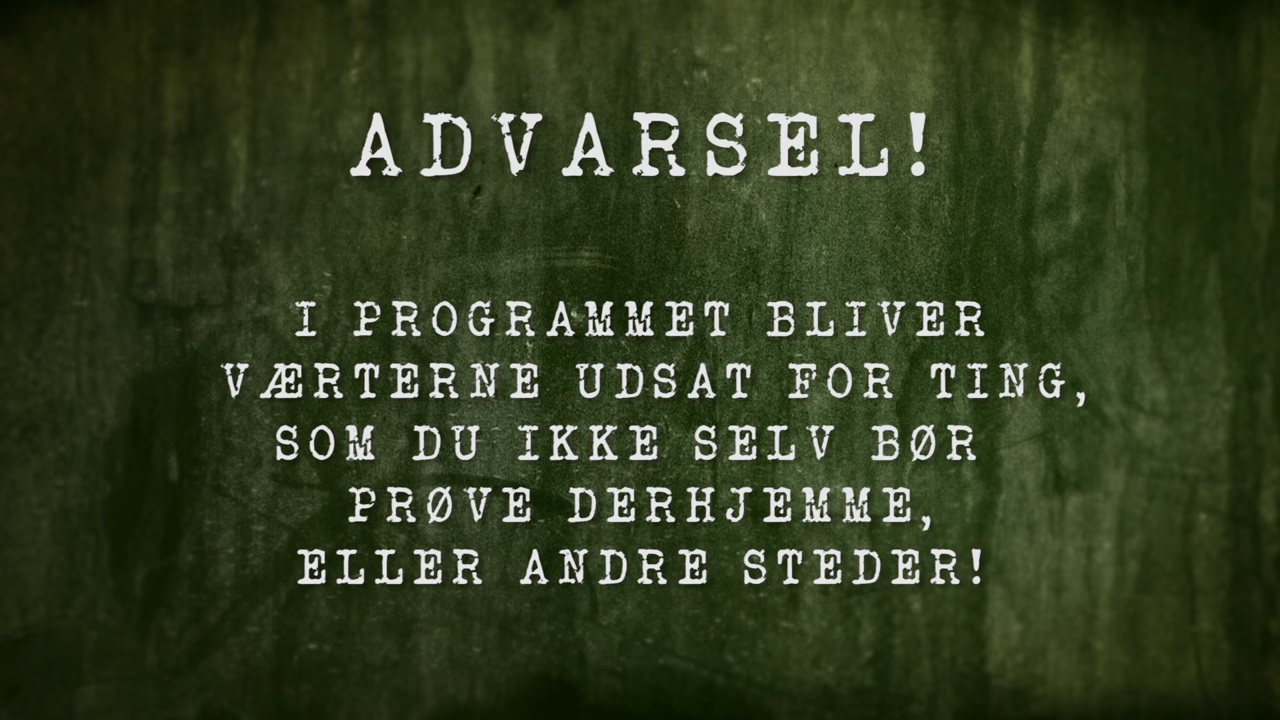 ADVARSEL!
I PROGRAMMET BLIVER
VÆRTERNE UDSAT FOR TING,
SOM DU IKKE SELV BØR
PRØVE DERHJEMME,
ELLER ANDRE STEDER!